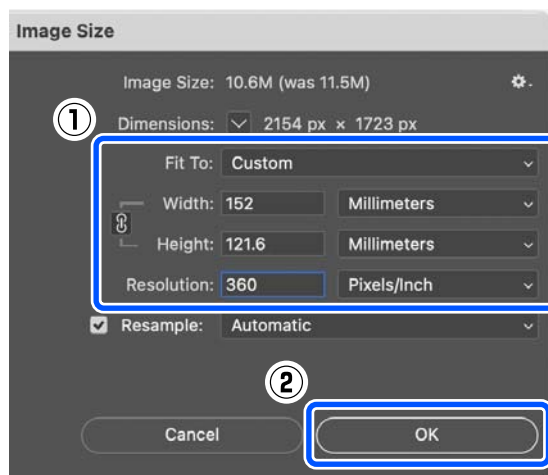 Image Size
Image Size: 10.6M (was 11.5M)
①
Dimensions: 2154 px × 1723 px
Fit To: Custom
Width: 152 Millimeters
Height: 121.6 Millimeters
Resolution: 360 Pixels/Inch
Resample: Automatic
②
Cancel OK